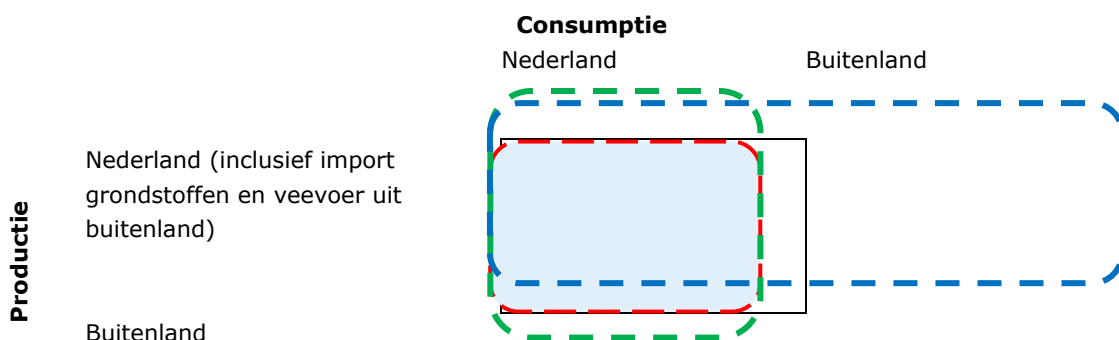 Consumptie
Nederland Buitenland
Nederland (inclusief import
grondstoffen en veevoer uit
buitenland)
Productie
Buitenland